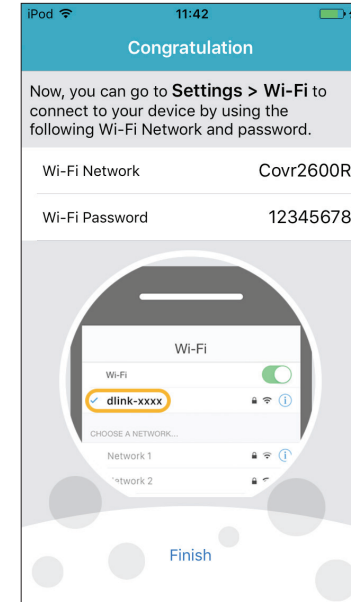 iPod 11:42
Congratulation
Now, you can go to Settings > Wi-Fi to
connect to your device by using the
following Wi-Fi Network and password.
Wi-Fi Network Covr2600R
Wi-Fi Password 12345678
Wi-Fi
Wi-Fi
dlink-xxxx
CHOOSE A NETWORK...
Network 1
Network 2
Finish